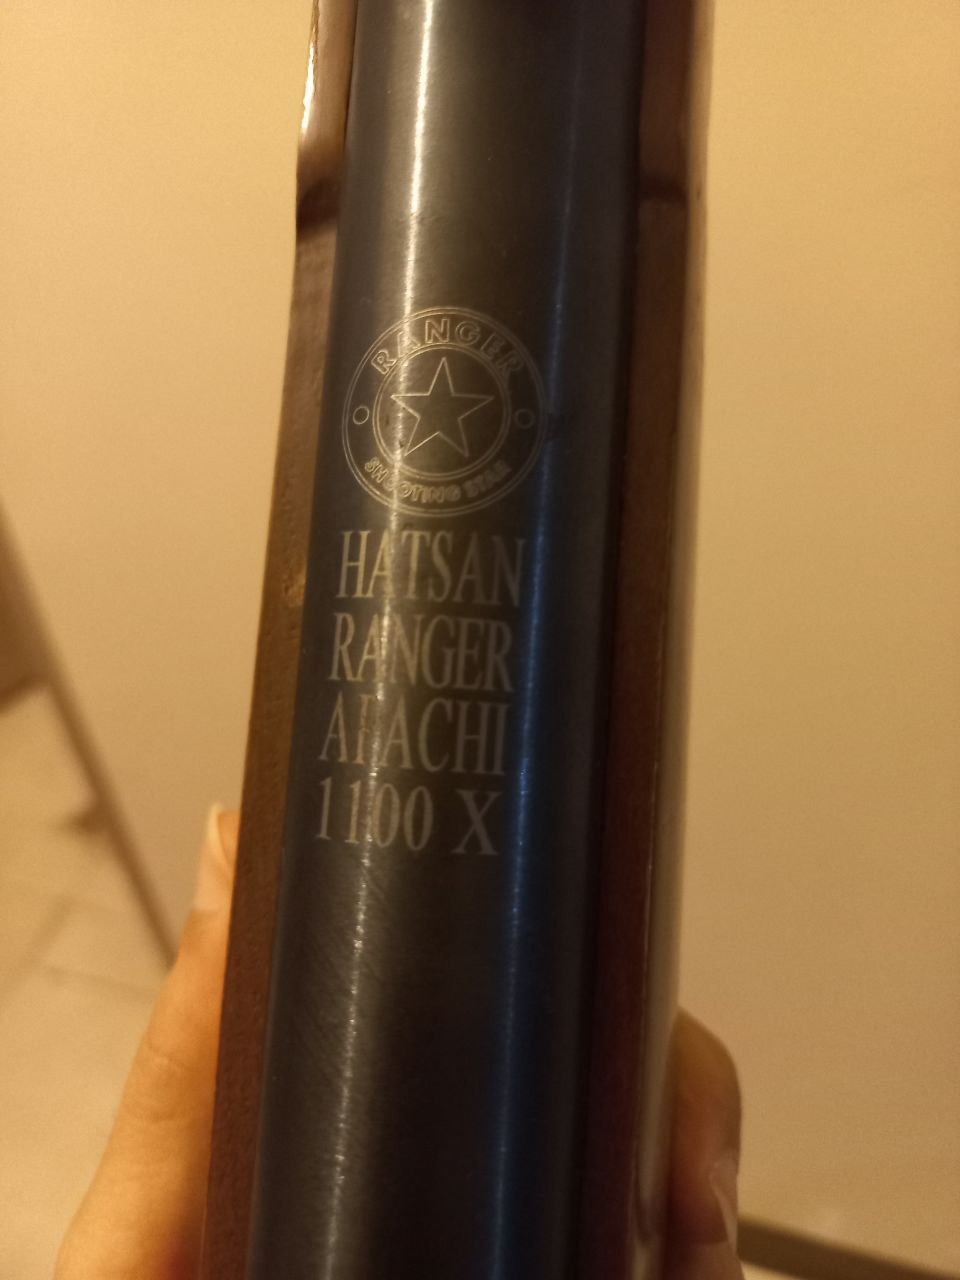 RANGER
SHOOTING STAR
HATSAN
RANGER
APACHI
1100 X